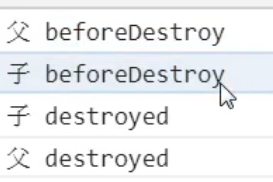 父 beforeDestroy
子 beforeDestroy
子 destroyed
父 destroyed